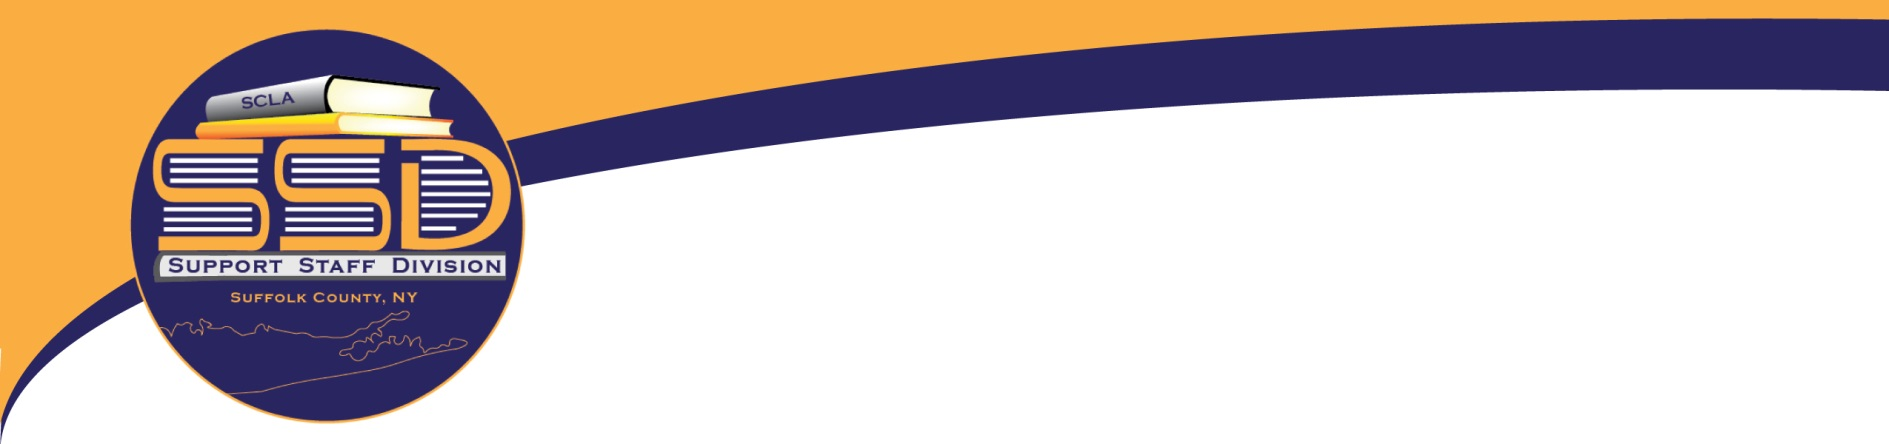 SCLA
SSD
SUPPORT STAFF DIVISION
SUFFOLK COUNTY, NY